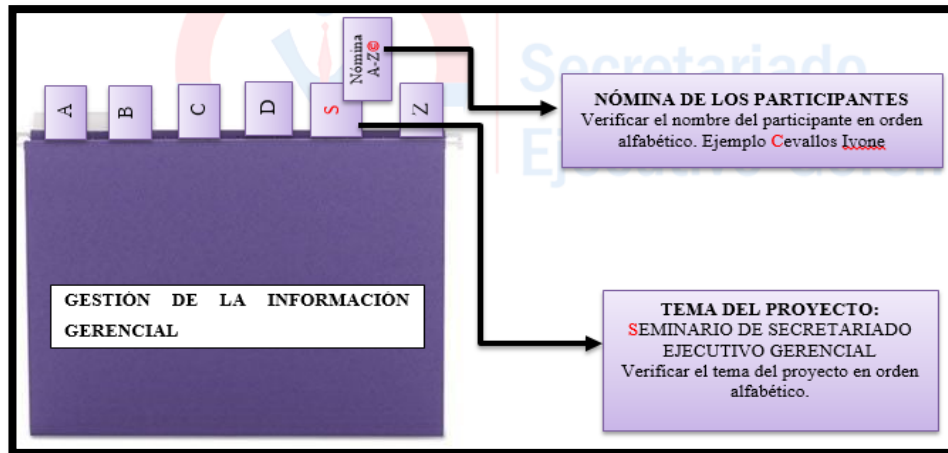 Secretariado
Nómina
A-Z©
A
B
C
D
S
Z
NÓMINA DE LOS PARTICIPANTES
Verificar el nombre del participante en orden
alfabético. Ejemplo Cevallos Ivone
GESTIÓN DE LA INFORMACIÓN
GERENCIAL
TEMA DEL PROYECTO:
SEMINARIO DE SECRETARIADO
EJECUTIVO GERENCIAL
Verificar el tema del proyecto en orden
alfabético.